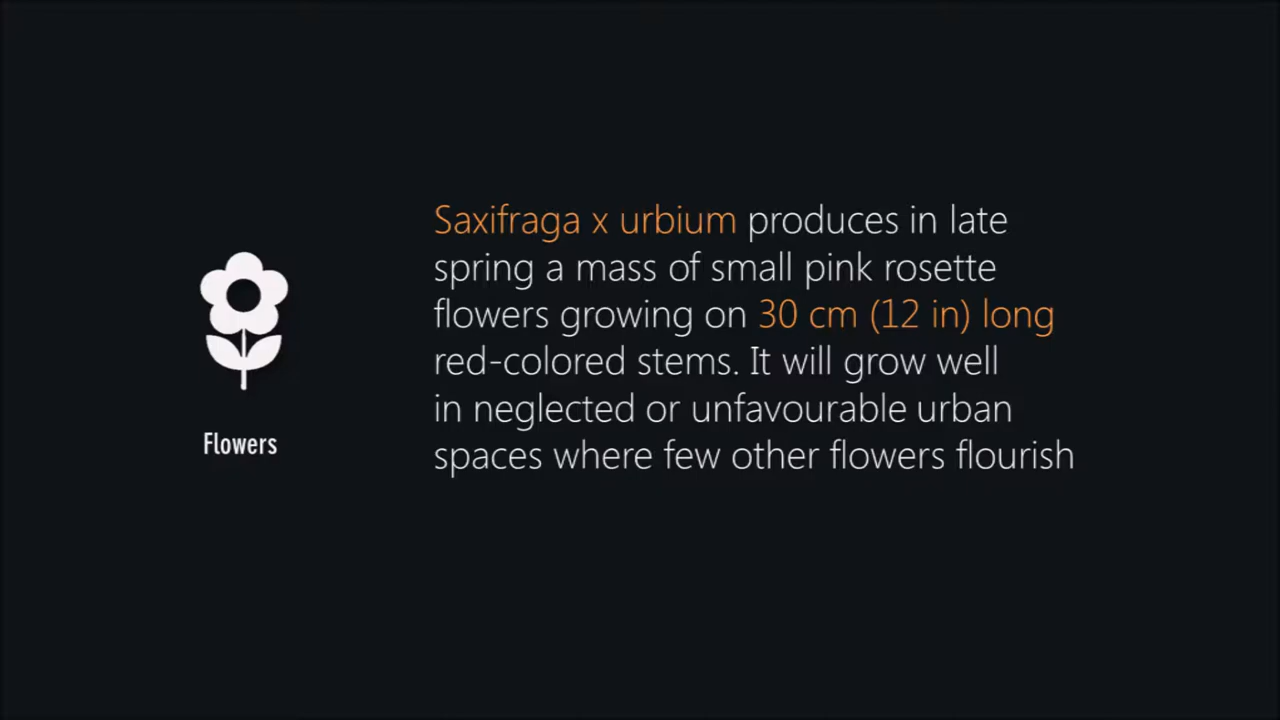 Saxifraga x urbium produces in late
spring a mass of small pink rosette
flowers growing on 30 cm (12 in) long
red-colored stems. It will grow well
in neglected or unfavourable urban
spaces where few other flowers flourish
Flowers